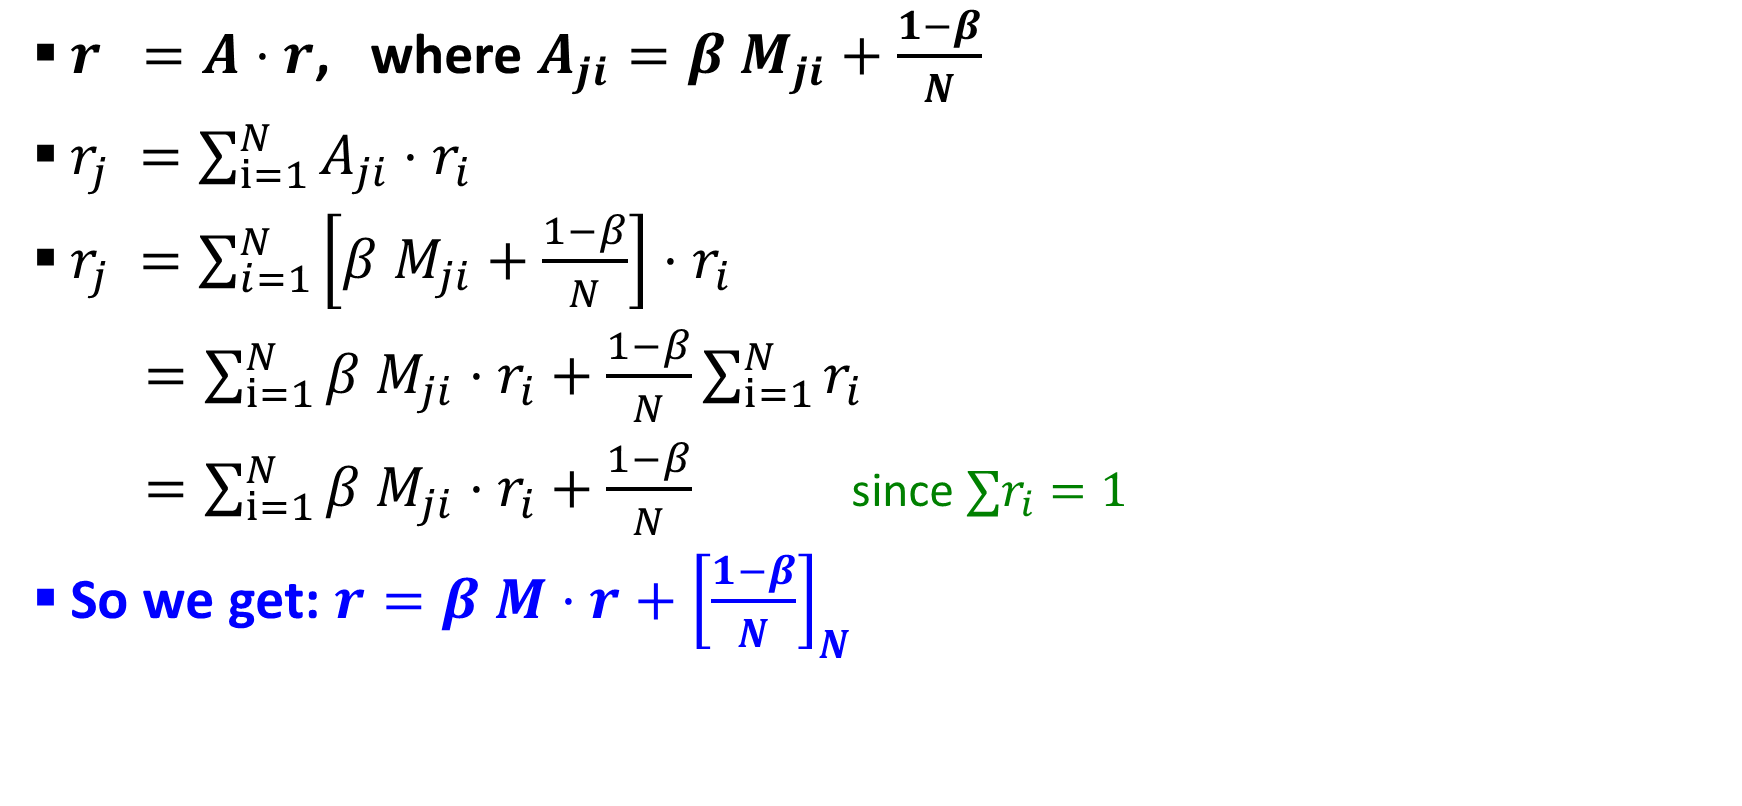 ▪ r = A · r, where A_ji = β M_ji + (1−β)/N
▪ r_j = ∑_{i=1}^{N} A_ji · r_i
▪ r_j = ∑_{i=1}^{N} [β M_ji + (1−β)/N] · r_i
= ∑_{i=1}^{N} β M_ji · r_i + (1−β)/N ∑_{i=1}^{N} r_i
= ∑_{i=1}^{N} β M_ji · r_i + (1−β)/N since ∑r_i = 1
▪ So we get: r = β M · r + [(1−β)/N]_N